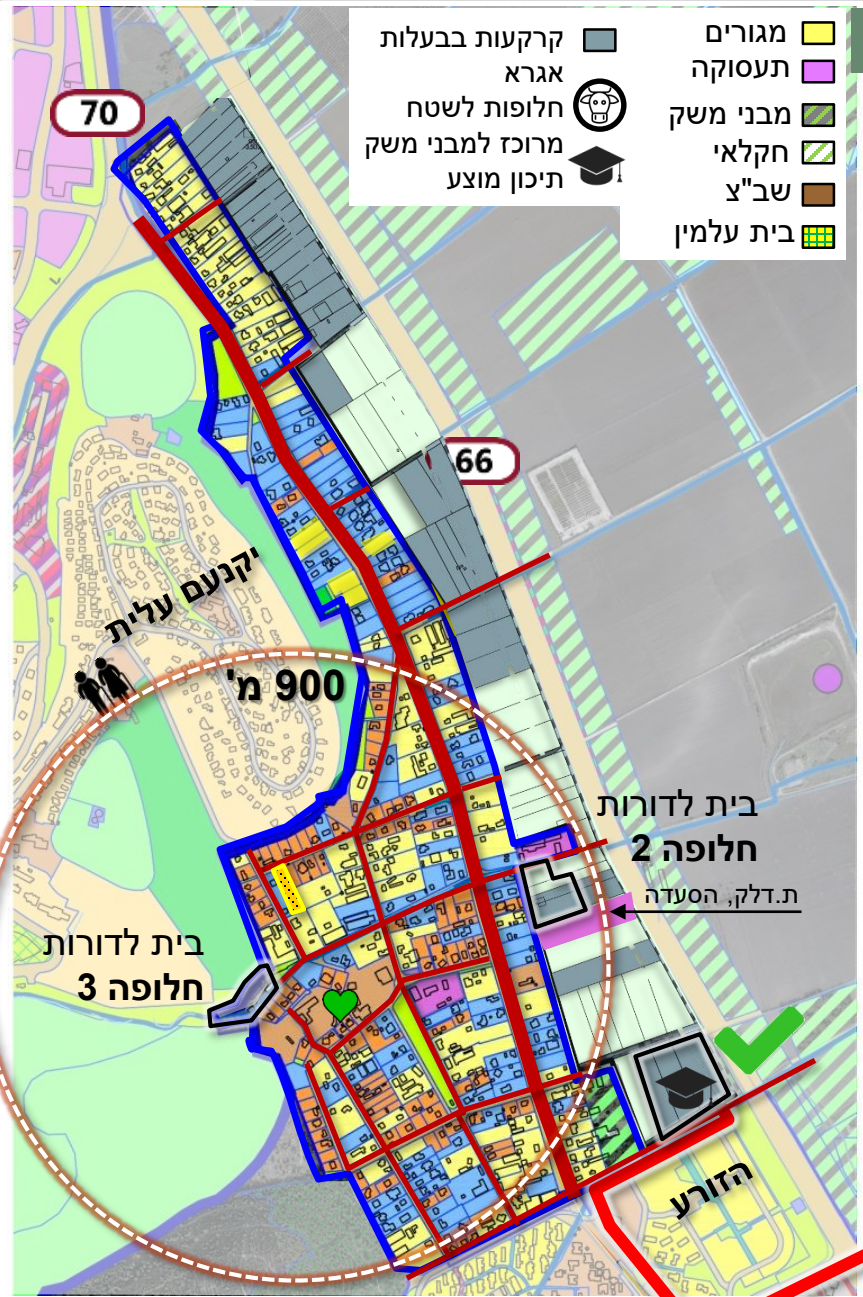 מגורים
תעסוקה
מבני משק
חקלאי
שב"צ
בית עלמין
קרקעות בבעלות
אגרא
חלופות לשטח
מרוכז למבני משק
תיכון מוצע
70
66
יקנעם עלית
900 מ'
בית לדורות
חלופה 2
ת.דלק, הסעדה
בית לדורות
חלופה 3
הזורע